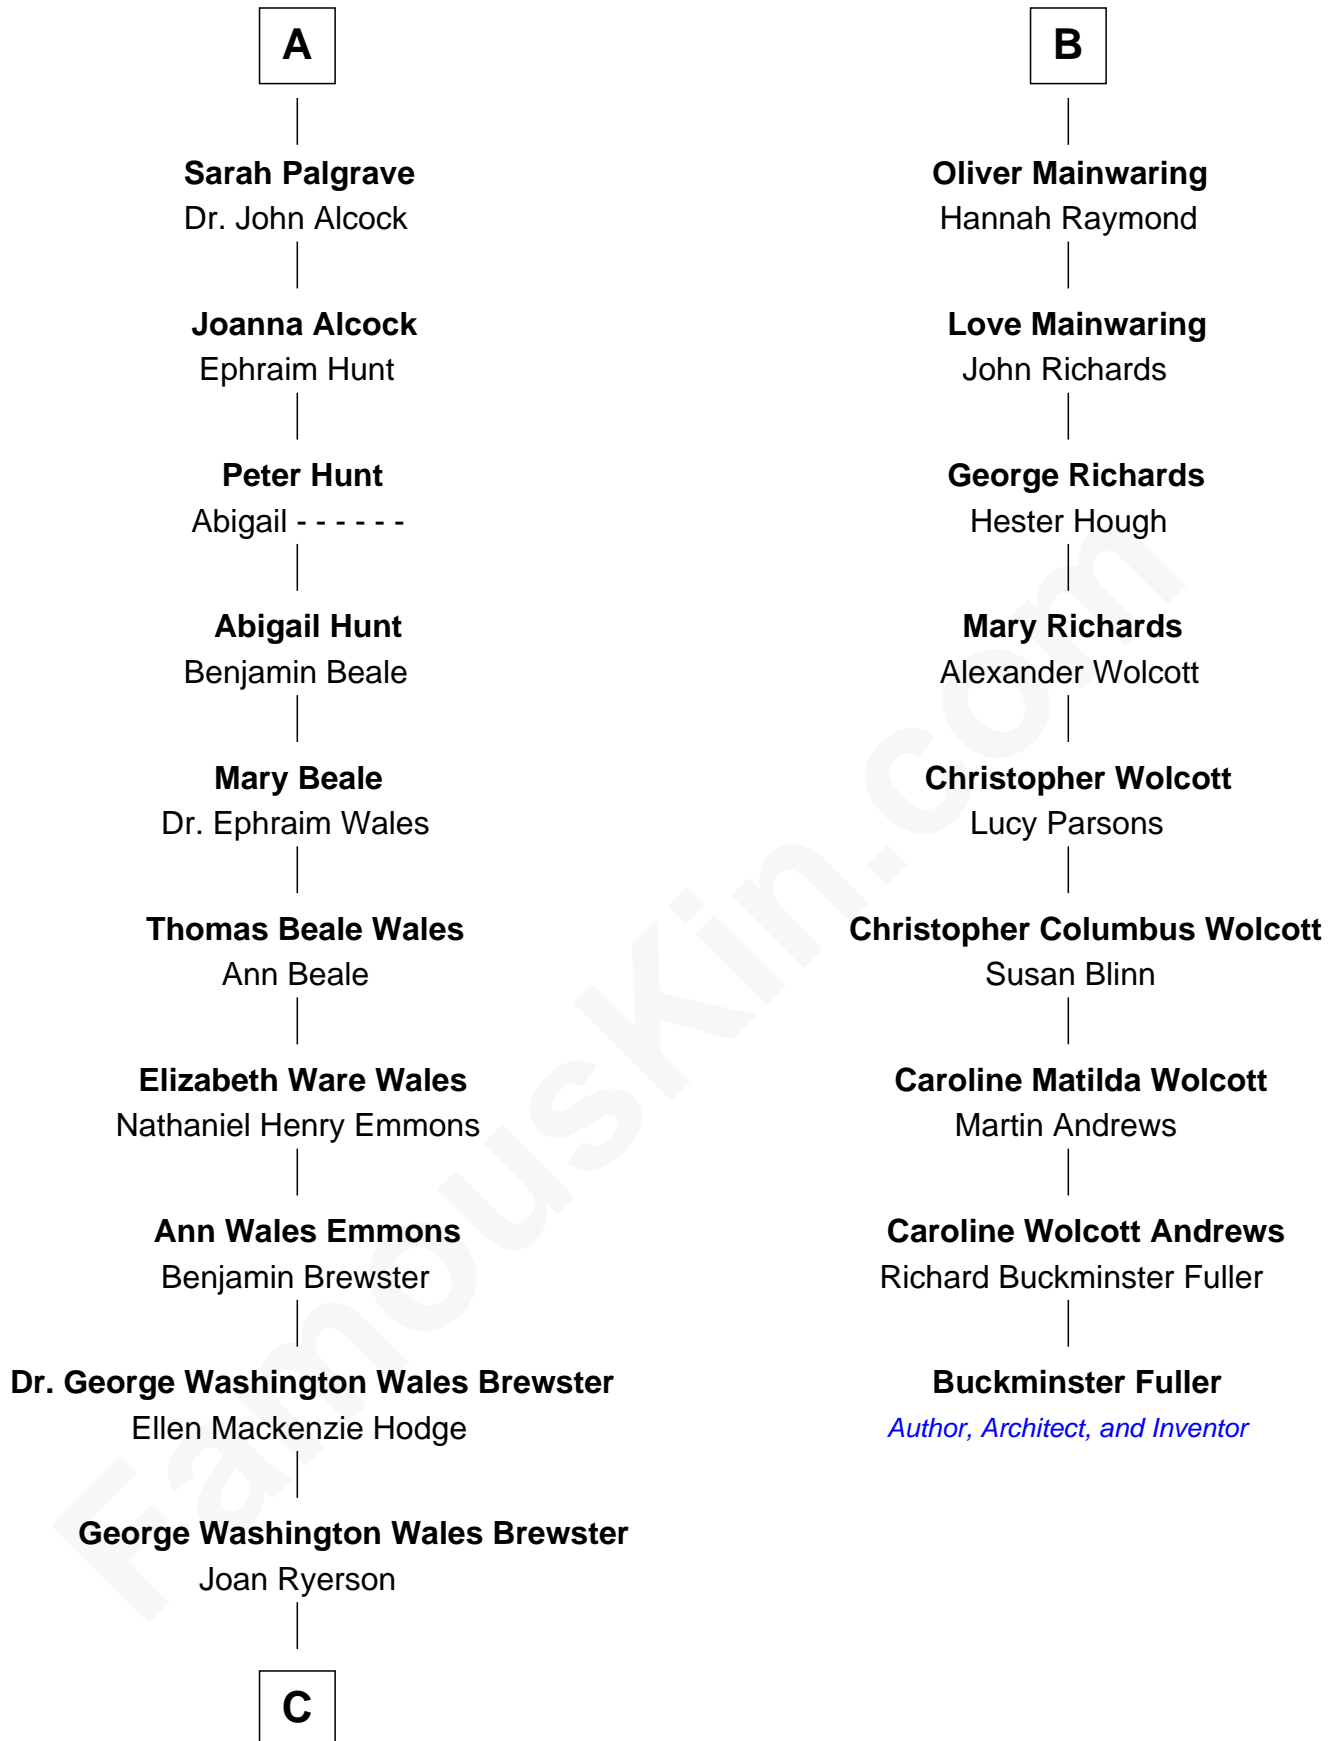 A
Sarah Palgrave
Dr. John Alcock
Joanna Alcock
Ephraim Hunt
Peter Hunt
Abigail - - - - - -
Abigail Hunt
Benjamin Beale
Mary Beale
Dr. Ephraim Wales
Thomas Beale Wales
Ann Beale
Elizabeth Ware Wales
Nathaniel Henry Emmons
Ann Wales Emmons
Benjamin Brewster
Dr. George Washington Wales Brewster
Ellen Mackenzie Hodge
George Washington Wales Brewster
Joan Ryerson
C
B
Oliver Mainwaring
Hannah Raymond
Love Mainwaring
John Richards
George Richards
Hester Hough
Mary Richards
Alexander Wolcott
Christopher Wolcott
Lucy Parsons
Christopher Columbus Wolcott
Susan Blinn
Caroline Matilda Wolcott
Martin Andrews
Caroline Wolcott Andrews
Richard Buckminster Fuller
Buckminster Fuller
Author, Architect, and Inventor
FamousKin.com